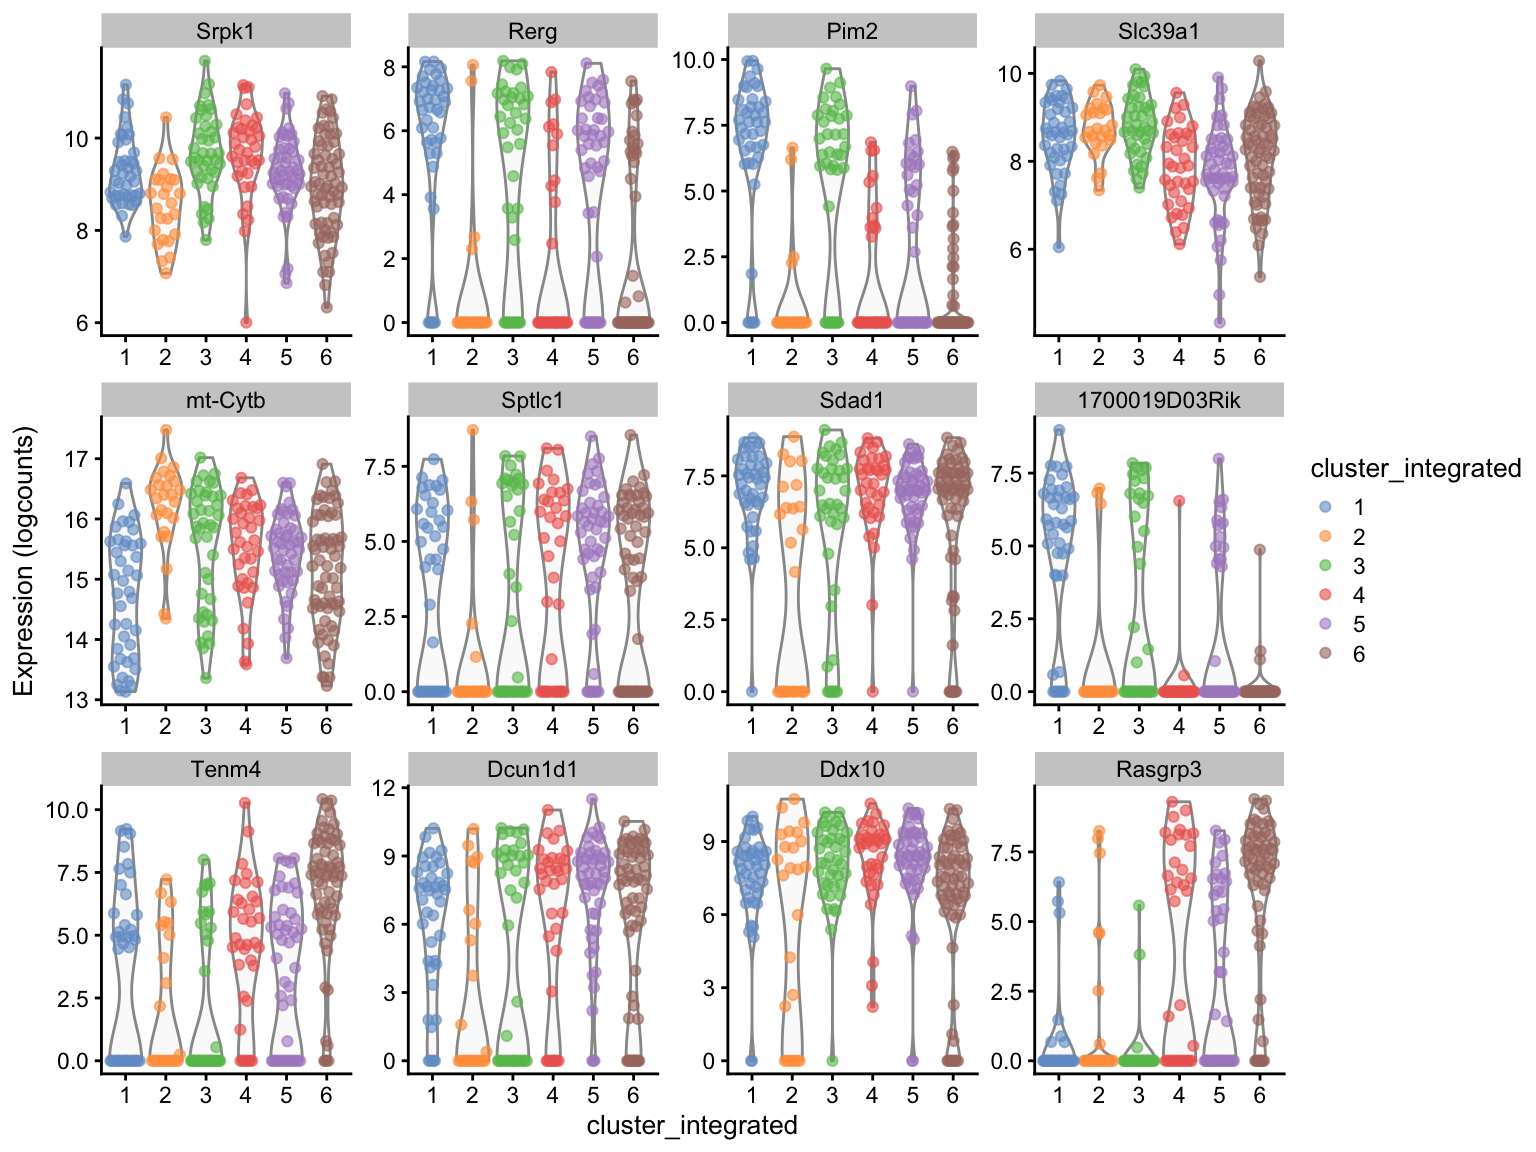 Srpk1 Rerg Pim2 Slc39a1
10 8 6
8 6 4 2 0
10.0 7.5 5.0 2.5 0.0
10 8 6
1 2 3 4 5 6 1 2 3 4 5 6 1 2 3 4 5 6 1 2 3 4 5 6
mt-Cytb Sptlc1 Sdad1 1700019D03Rik
17 16 15 14 13
7.5 5.0 2.5 0.0
7.5 5.0 2.5 0.0
7.5 5.0 2.5 0.0
1 2 3 4 5 6 1 2 3 4 5 6 1 2 3 4 5 6 1 2 3 4 5 6
Tenm4 Dcun1d1 Ddx10 Rasgrp3
10.0 7.5 5.0 2.5 0.0
12 9 6 3 0
9 6 3 0
7.5 5.0 2.5 0.0
1 2 3 4 5 6 1 2 3 4 5 6 1 2 3 4 5 6 1 2 3 4 5 6
Expression (logcounts)
cluster_integrated
cluster_integrated
1
2
3
4
5
6